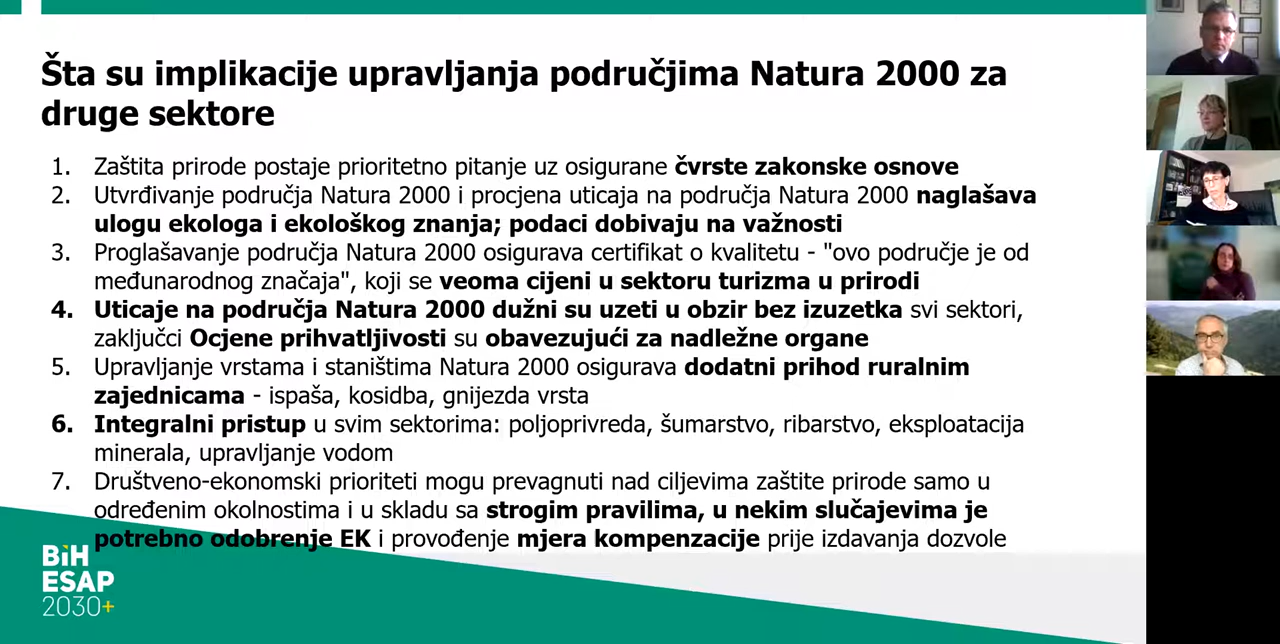 Šta su implikacije upravljanja područjima Natura 2000 za
druge sektore
1. Zaštita prirode postaje prioritetno pitanje uz osigurane čvrste zakonske osnove
2. Utvrđivanje područja Natura 2000 i procjena uticaja na područja Natura 2000 naglašava
ulogu ekologa i ekološkog znanja; podaci dobivaju na važnosti
3. Proglašavanje područja Natura 2000 osigurava certifikat o kvalitetu - "ovo područje je od
međunarodnog značaja", koji se veoma cijeni u sektoru turizma u prirodi
4. Uticaje na područja Natura 2000 dužni su uzeti u obzir bez izuzetka svi sektori,
zaključci Ocjene prihvatljivosti su obavezujući za nadležne organe
5. Upravljanje vrstama i staništima Natura 2000 osigurava dodatni prihod ruralnim
zajednicama - ispaša, kosidba, gnijezda vrsta
6. Integralni pristup u svim sektorima: poljoprivreda, šumarstvo, ribarstvo, eksploatacija
minerala, upravljanje vodom
7. Društveno-ekonomski prioriteti mogu prevagnuti nad ciljevima zaštite prirode samo u
određenim okolnostima i u skladu sa strogim pravilima, u nekim slučajevima je
potrebno odobrenje EK i provođenje mjera kompenzacije prije izdavanja dozvole
BiH
ESAP
2030+